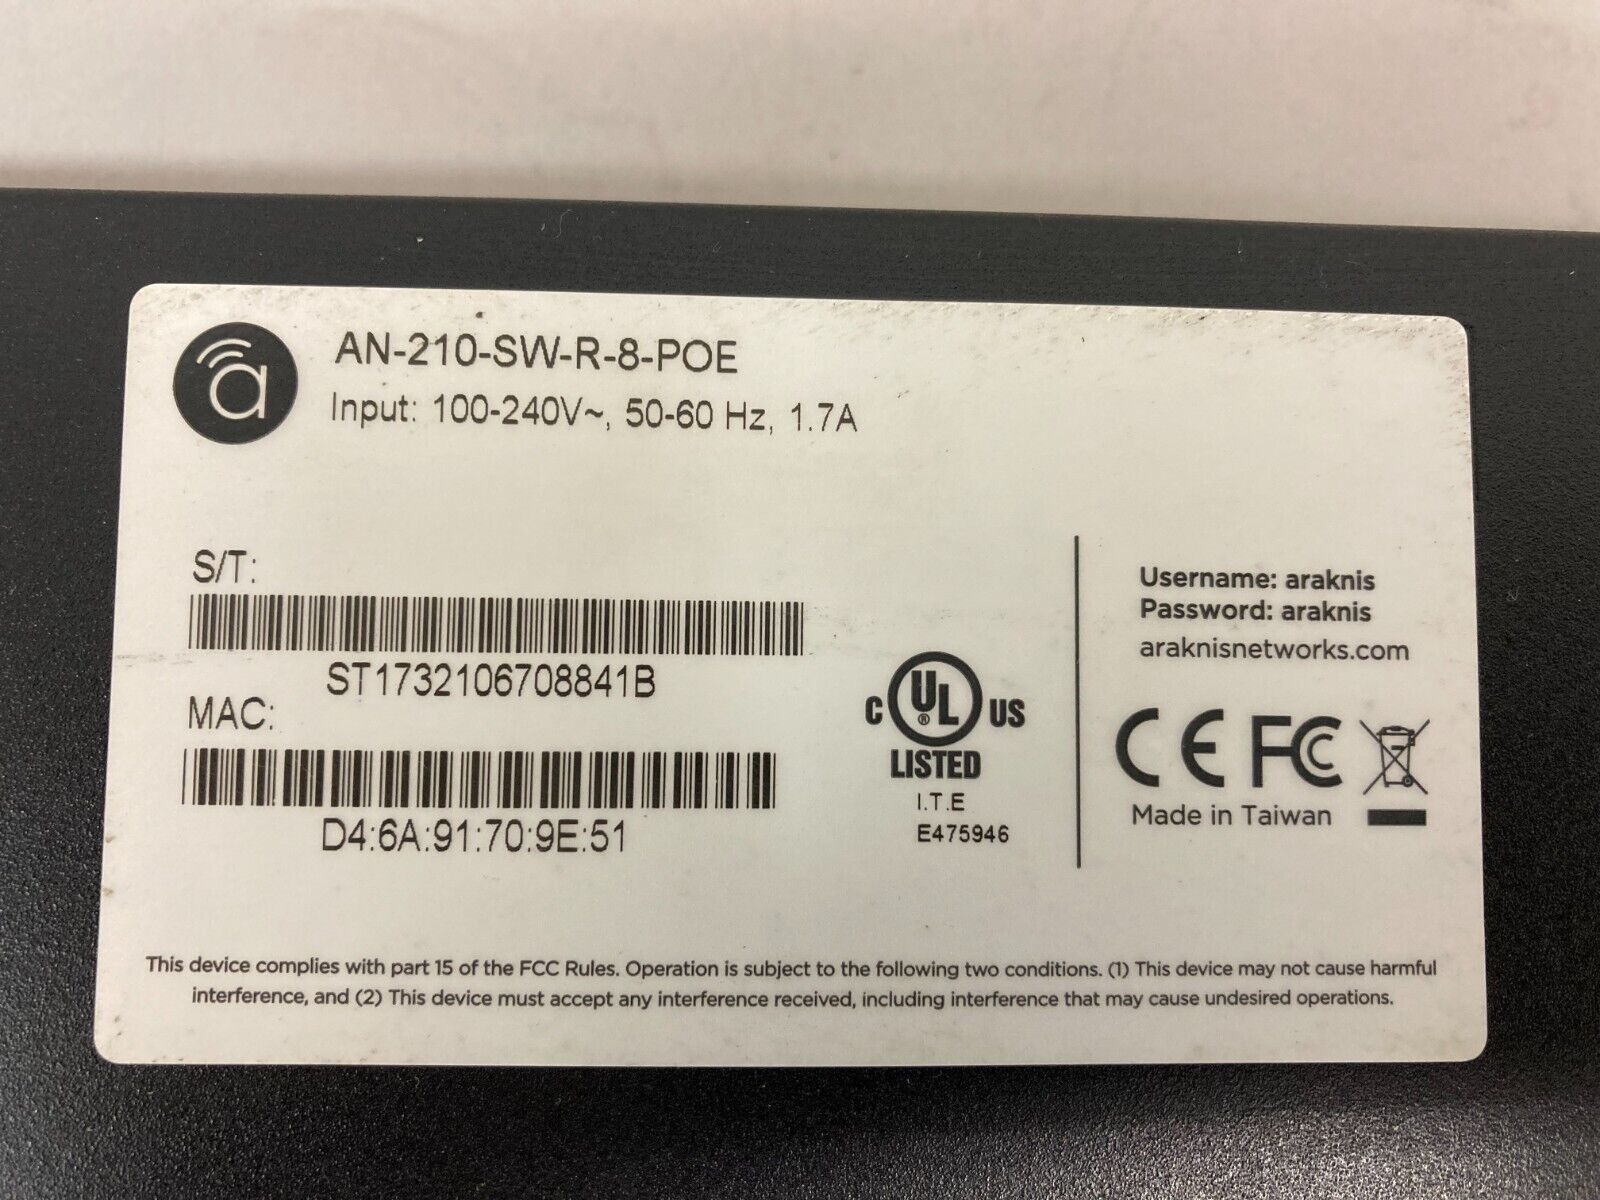 a
AN-210-SW-R-8-POE
Input: 100-240V~, 50-60 Hz, 1.7A
S/T:
ST1732106708841B
MAC:
D4:6A:91:70:9E:51
C UL ® US
LISTED
I.T.E
E475946
Username: araknis
Password: araknis
araknisnetworks.com
CE FC
Made in Taiwan
This device complies with part 15 of the FCC Rules. Operation is subject to the following two conditions. (1) This device may not cause harmful
interference, and (2) This device must accept any interference received, including interference that may cause undesired operations.